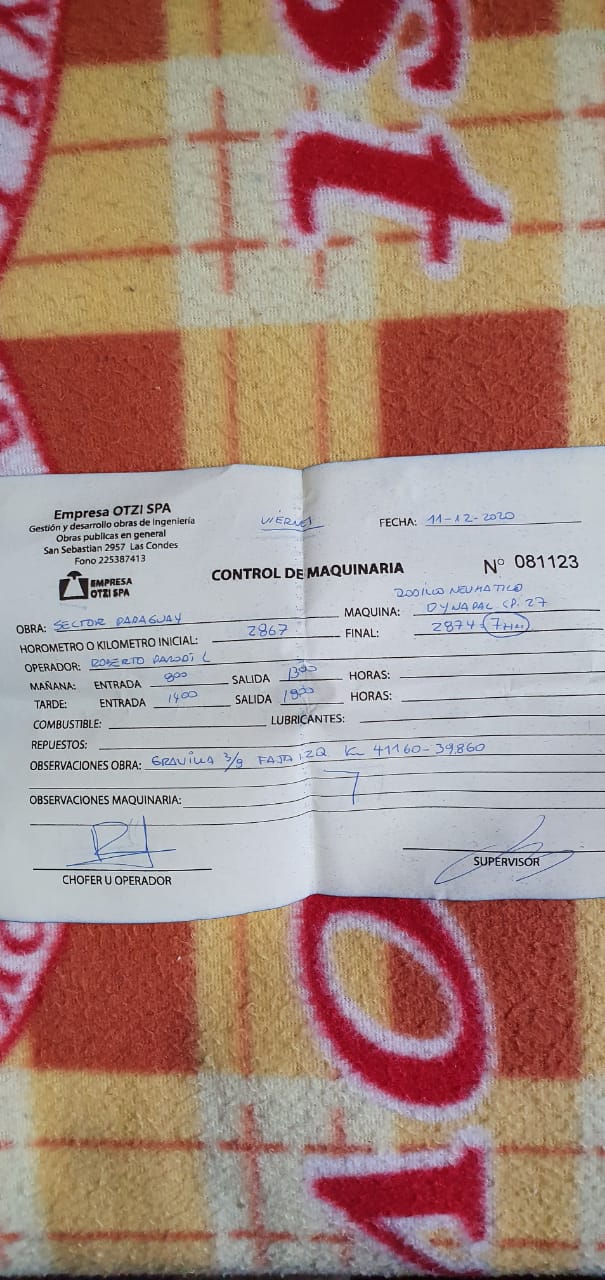 Empresa OTZI SPA
Gestión y desarrollo obras de Ingeniería
Obras publicas en general
San Sebastian 2957 Las Condes
Fono 225387413
EMPRESA
OTZI SPA
VIERNES
FECHA: 11-12-2020
CONTROL DE MAQUINARIA
Nº 081123
RODILLO NEUMATICO
OBRA: SECTOR PARAGUAY MAQUINA: DYNAPAC CP. 27
HOROMETRO O KILOMETRO INICIAL: 2867 FINAL: 2874
OPERADOR: ROBERTO
MAÑANA: ENTRADA 800 SALIDA 1300 HORAS:
TARDE: ENTRADA 1400 SALIDA HORAS:
COMBUSTIBLE: LUBRICANTES:
REPUESTOS:
OBSERVACIONES OBRA: GRAVILLA 3/8 FAJA IZQ K 41160-39.860
7
OBSERVACIONES MAQUINARIA:
CHOFER U OPERADOR
SUPERVISOR